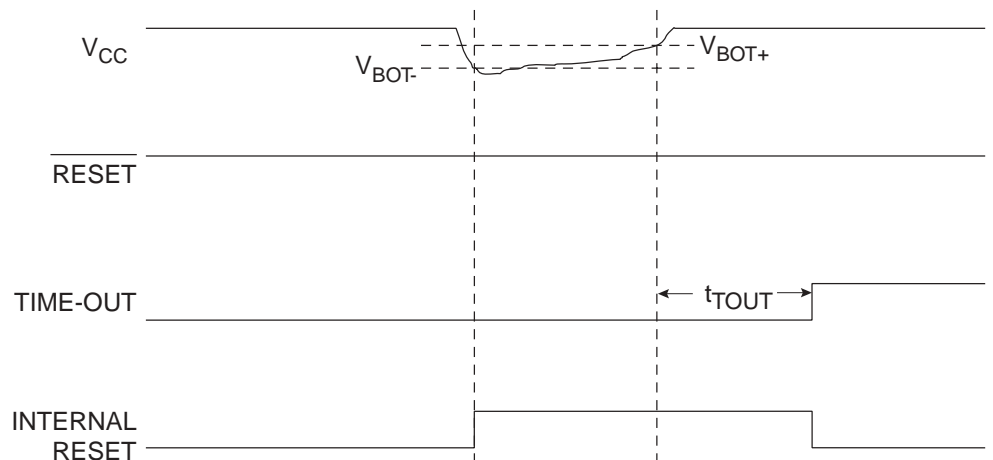 VCC
VBOT-
VBOT+
RESET
TIME-OUT
tTOUT
INTERNAL
RESET